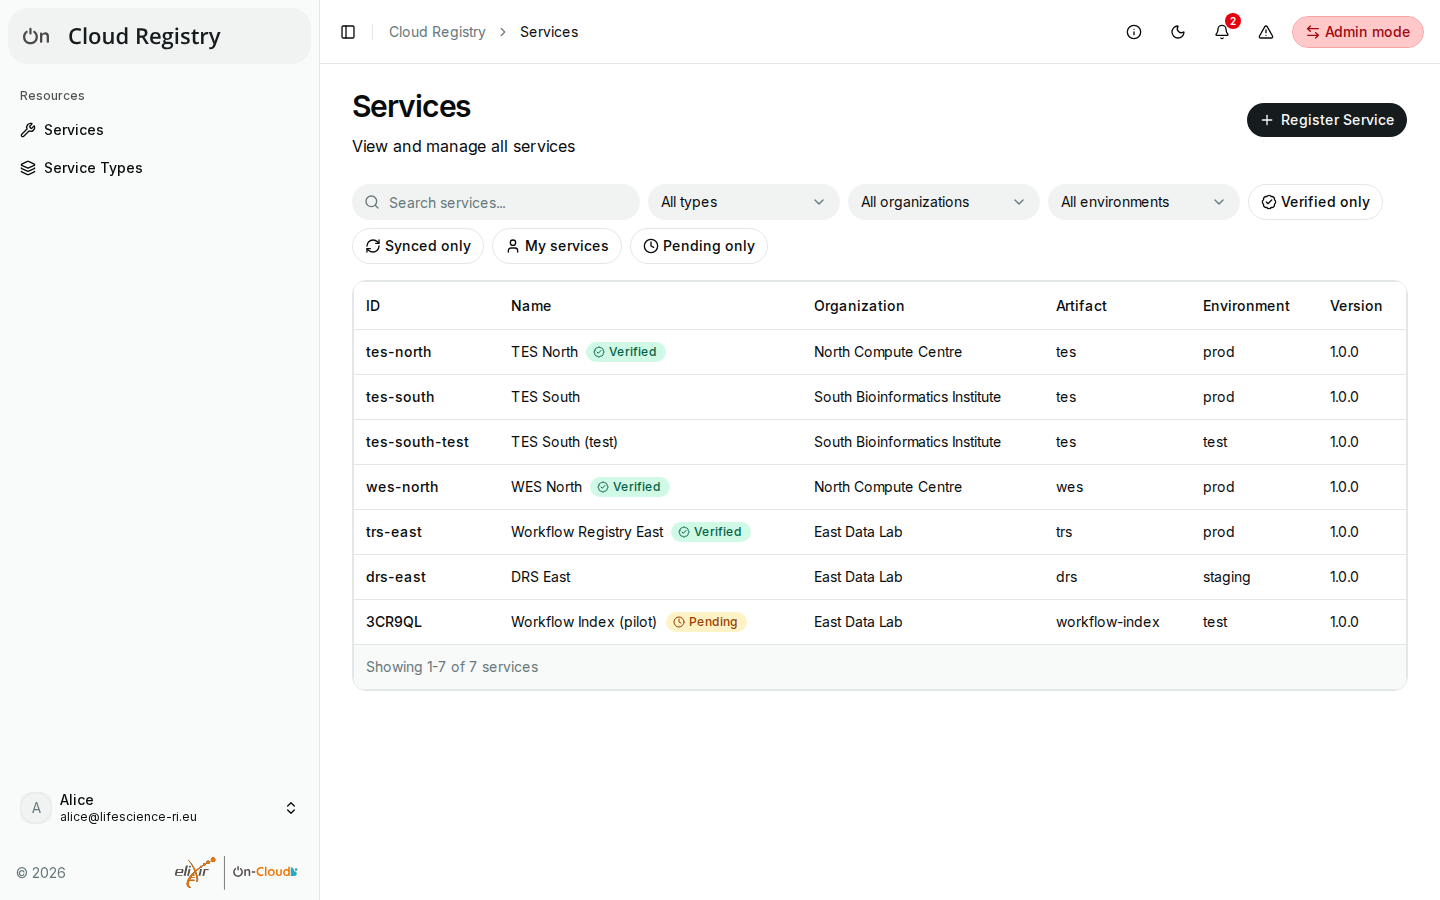 On Cloud Registry
Cloud Registry Services
2
Admin mode
Resources
Services
Service Types
Services
View and manage all services
Register Service
Search services...
All types
All organizations
All environments
Verified only
Synced only
My services
Pending only
ID Name Organization Artifact Environment Version
tes-north TES North Verified North Compute Centre tes prod 1.0.0
tes-south TES South South Bioinformatics Institute tes prod 1.0.0
tes-south-test TES South (test) South Bioinformatics Institute tes test 1.0.0
wes-north WES North Verified North Compute Centre wes prod 1.0.0
trs-east Workflow Registry East Verified East Data Lab trs prod 1.0.0
drs-east DRS East East Data Lab drs staging 1.0.0
3CR9QL Workflow Index (pilot) Pending East Data Lab workflow-index test 1.0.0
Showing 1-7 of 7 services
A
Alice
alice@lifescience-ri.eu
© 2026
elixir On-Cloud